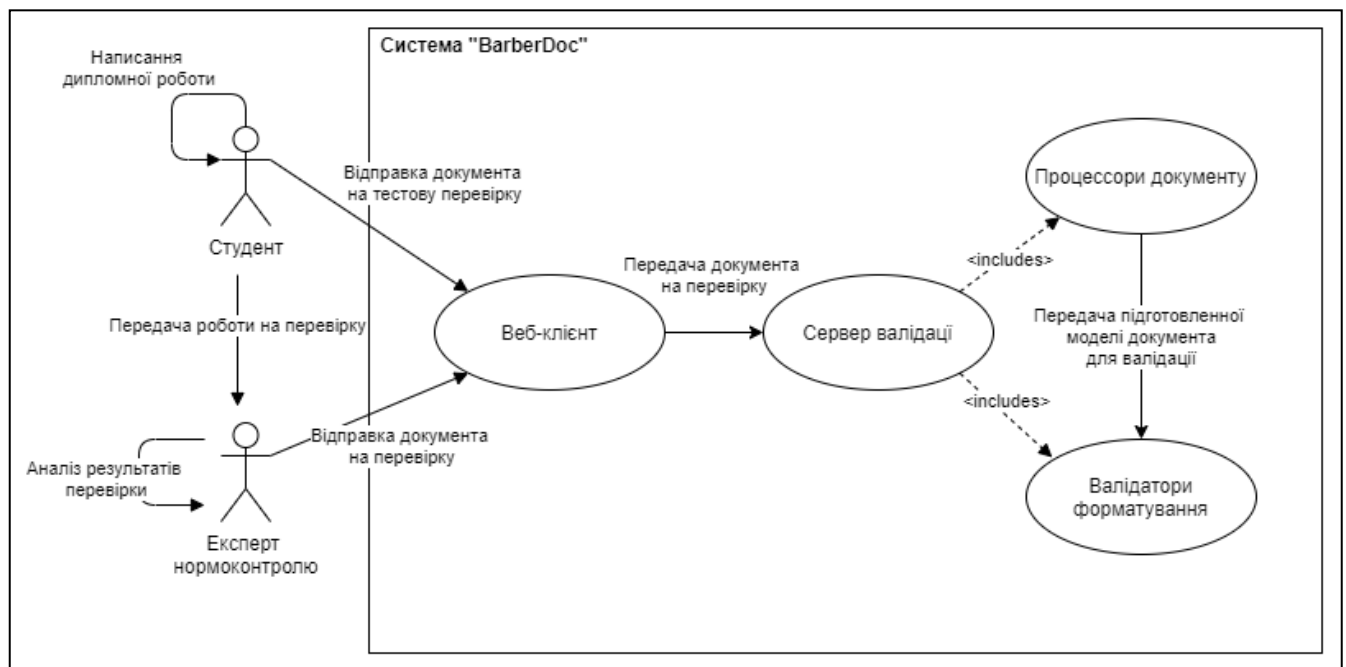 Система "BarberDoc"
Написання
дипломної роботи
Студент
Відправка документа
на тестову перевірку
Передача роботи на перевірку
Відправка документа
на перевірку
Аналіз результатів
перевірки
Експерт
нормоконтролю
Веб-клієнт
Передача документа
на перевірку
Сервер валідації
<includes>
<includes>
Процессори документу
Передача підготовленної
моделі документа
для валідації
Валідатори
форматування